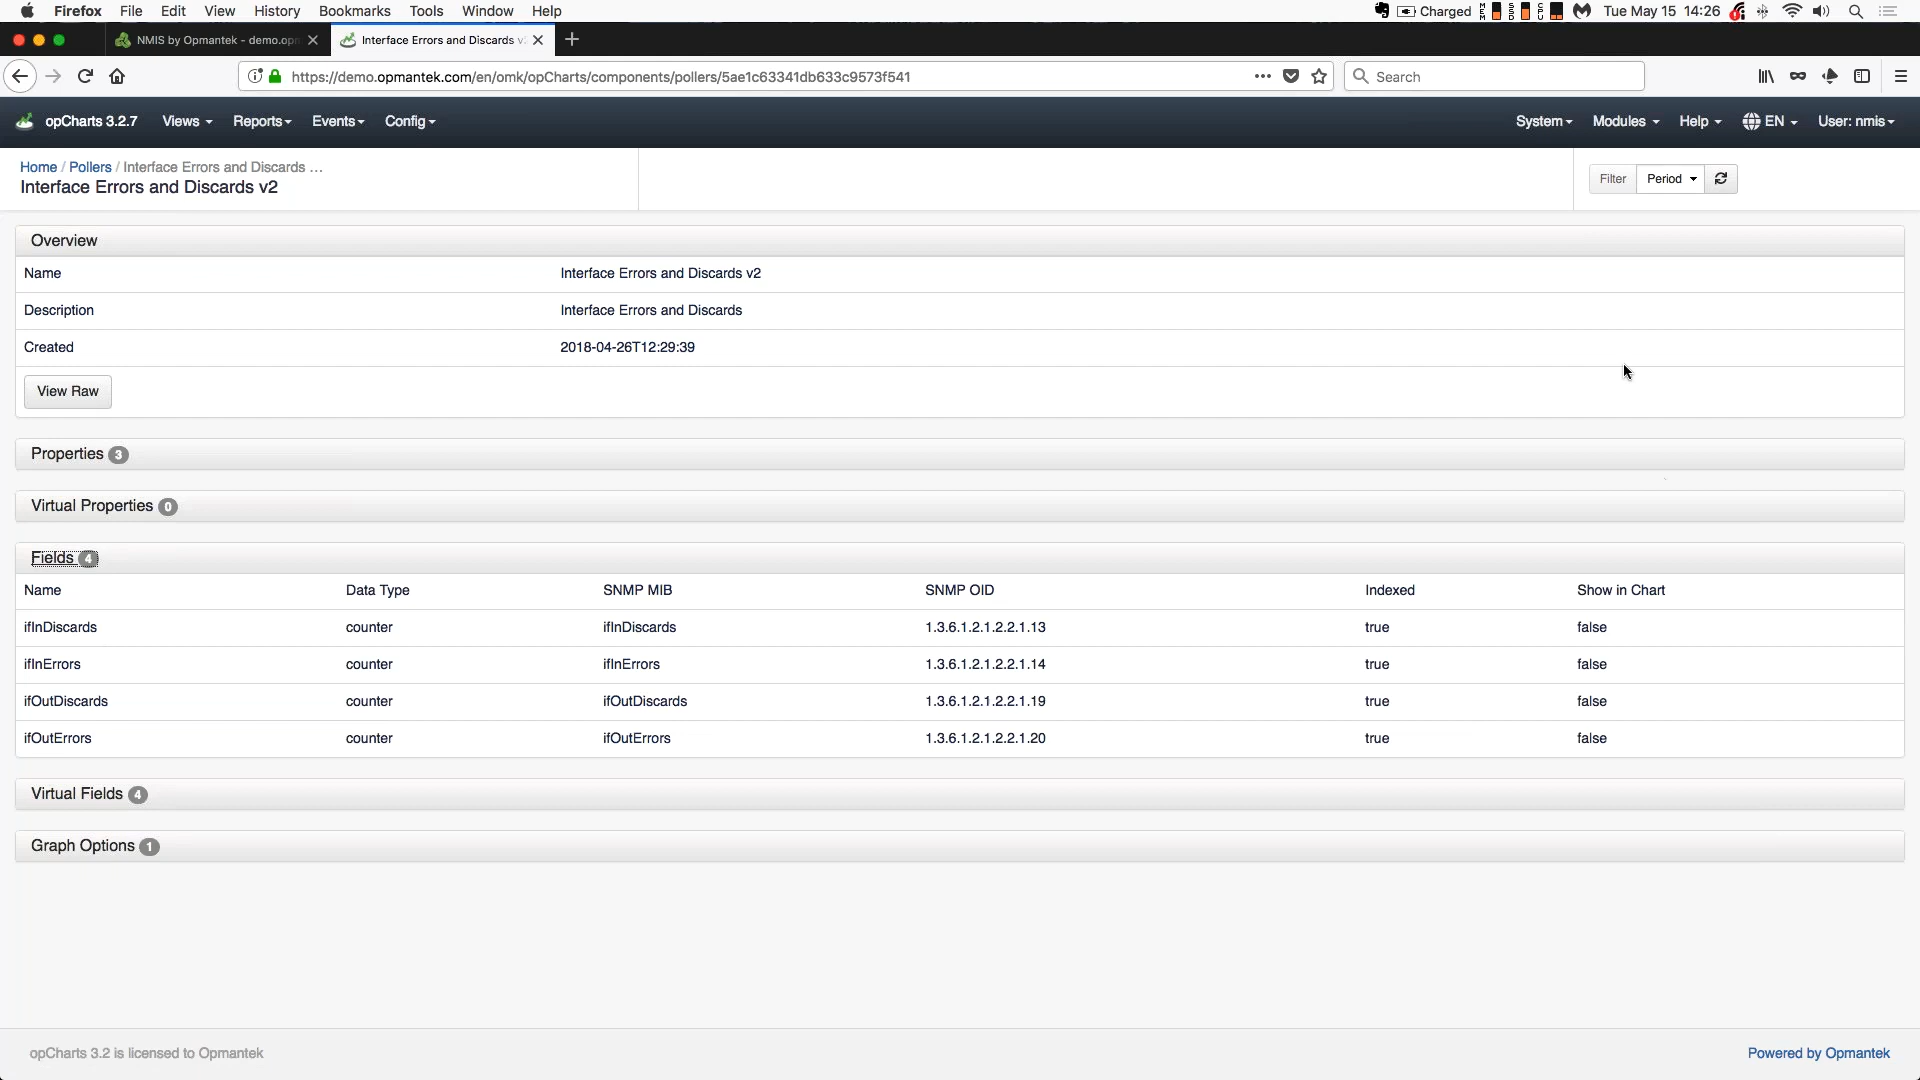 Firefox File Edit View History Bookmarks Tools Window Help Charged Tue May 15 14:26
NMIS by Opmantek - demo.opm Interface Errors and Discards v
https://demo.opmantek.com/en/omk/opCharts/components/pollers/5ae1c63341db633c9573f541 Search
opCharts 3.2.7 Views Reports Events Config System Modules Help EN User: nmis
Home / Pollers / Interface Errors and Discards ...
Interface Errors and Discards v2
Filter Period
Overview
Name Interface Errors and Discards v2
Description Interface Errors and Discards
Created 2018-04-26T12:29:39
View Raw
Properties 3
Virtual Properties 0
Fields 4
Name Data Type SNMP MIB SNMP OID Indexed Show in Chart
ifInDiscards counter ifInDiscards 1.3.6.1.2.1.2.2.1.13 true false
ifInErrors counter ifInErrors 1.3.6.1.2.1.2.2.1.14 true false
ifOutDiscards counter ifOutDiscards 1.3.6.1.2.1.2.2.1.19 true false
ifOutErrors counter ifOutErrors 1.3.6.1.2.1.2.2.1.20 true false
Virtual Fields 4
Graph Options 1
opCharts 3.2 is licensed to Opmantek Powered by Opmantek